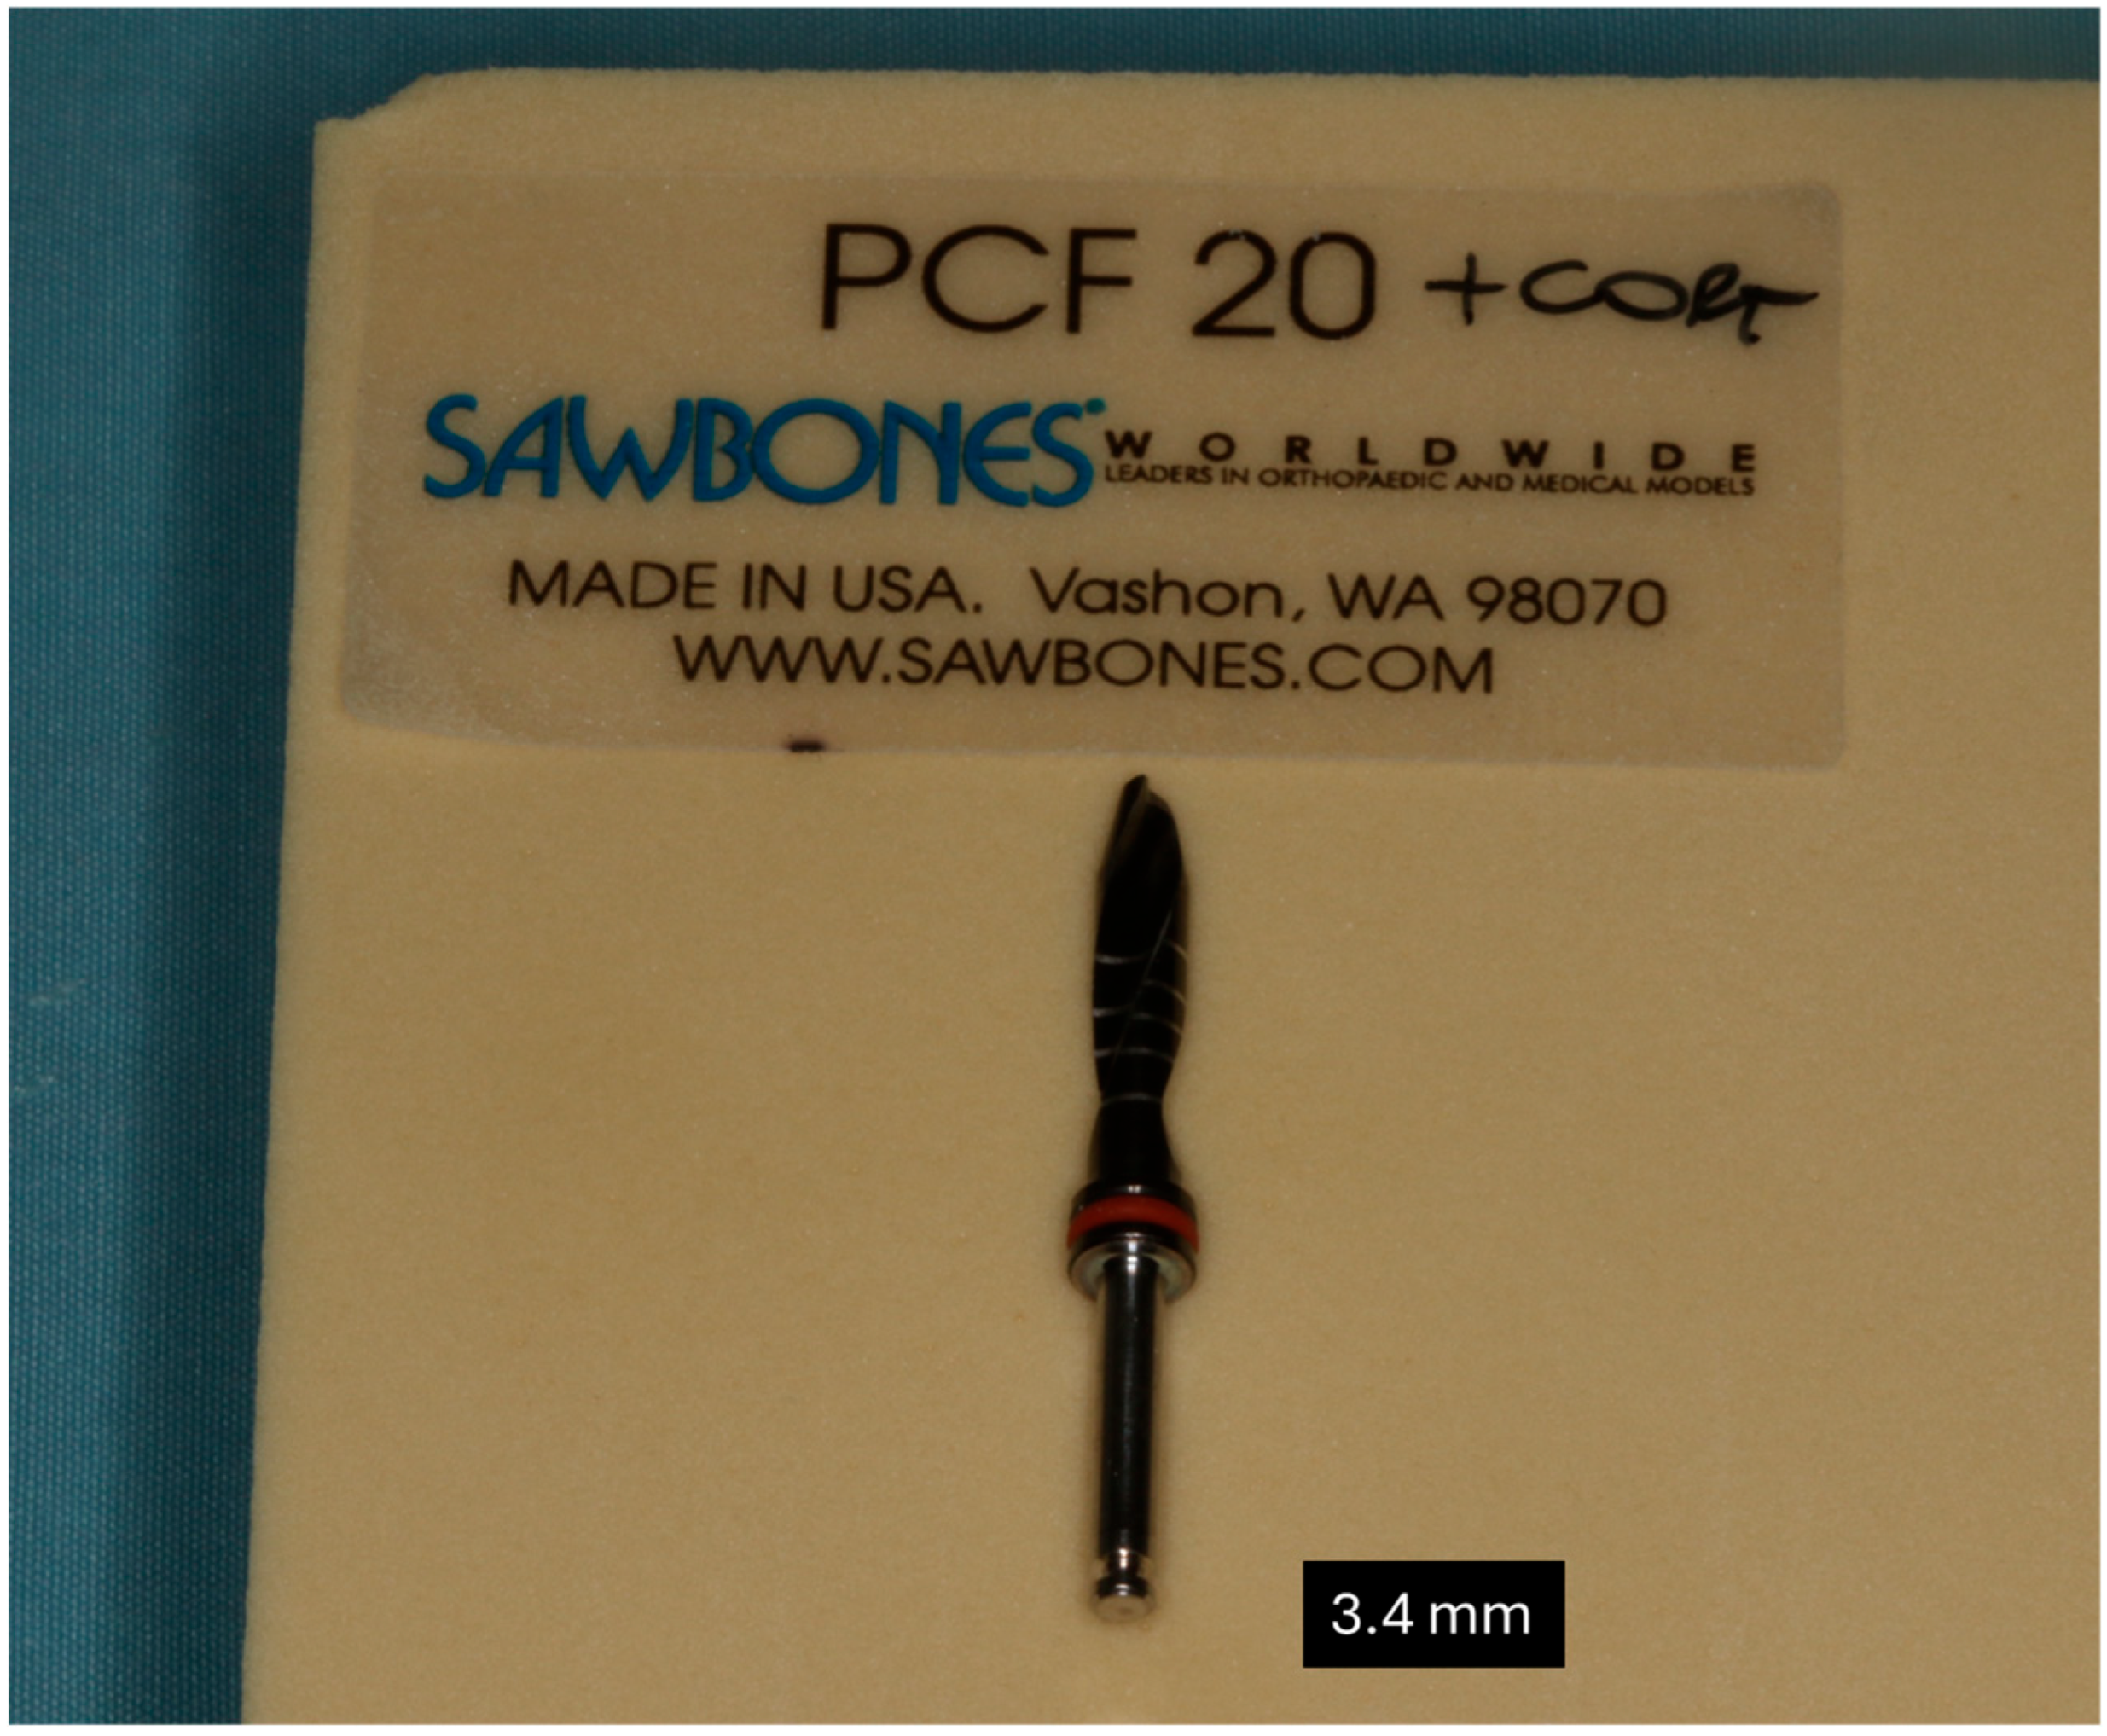 PCF 20 +CORT
SAWBONES WORLDWIDE
LEADERS IN ORTHOPAEDIC AND MEDICAL MODELS
MADE IN USA. Vashon, WA 98070
WWW.SAWBONES.COM
3.4 mm